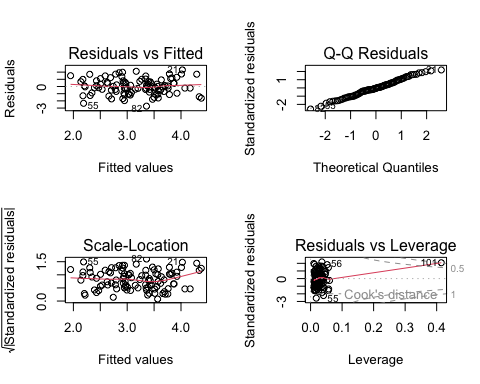 Residuals vs Fitted
Residuals
0
-3
21
55
82
2.0 3.0 4.0
Fitted values
Q-Q Residuals
Standardized residuals
1
-2
-2 -1 0 1 2
Theoretical Quantiles
Scale-Location
√|Standardized residuals|
1.5
0.0
55
82
21
2.0 3.0 4.0
Fitted values
Residuals vs Leverage
Standardized residuals
0
-3
56
101
55
Cook's distance
0.5
1
0.0 0.1 0.2 0.3 0.4
Leverage